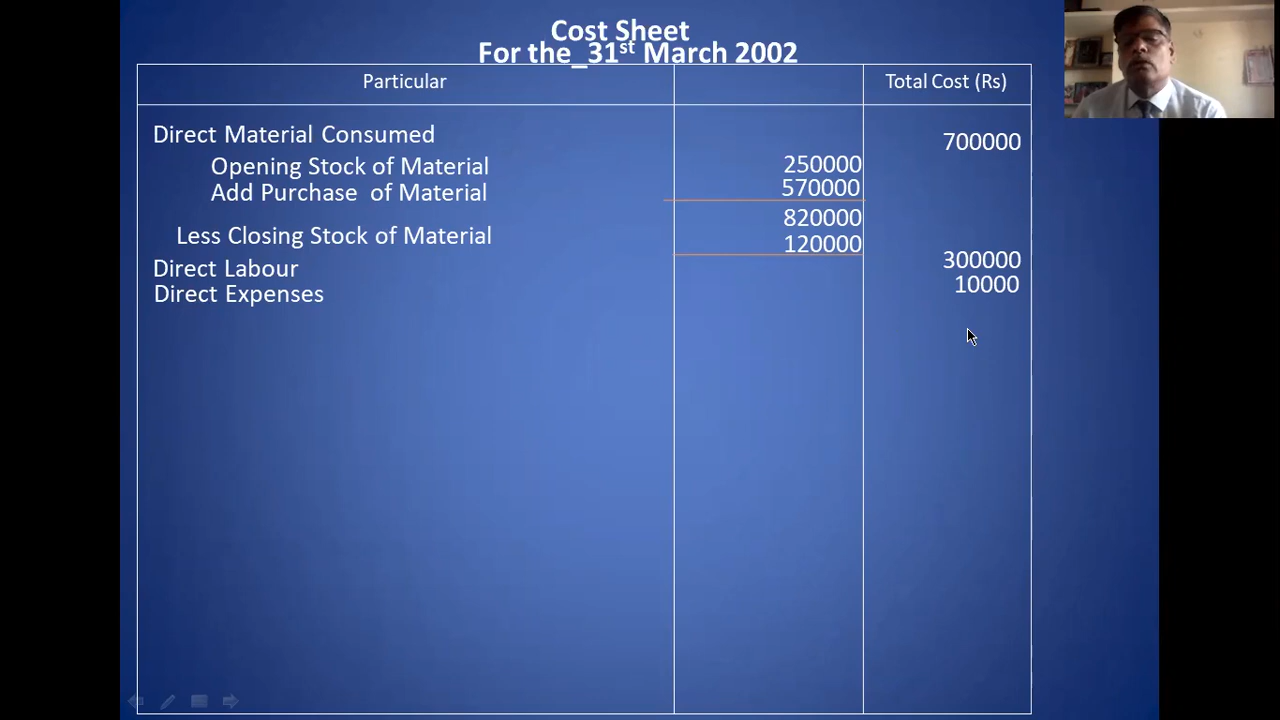 Cost Sheet
For the_31st March 2002
Particular Total Cost (Rs)
Direct Material Consumed 700000
Opening Stock of Material 250000
Add Purchase of Material 570000
820000
Less Closing Stock of Material 120000
Direct Labour 300000
Direct Expenses 10000